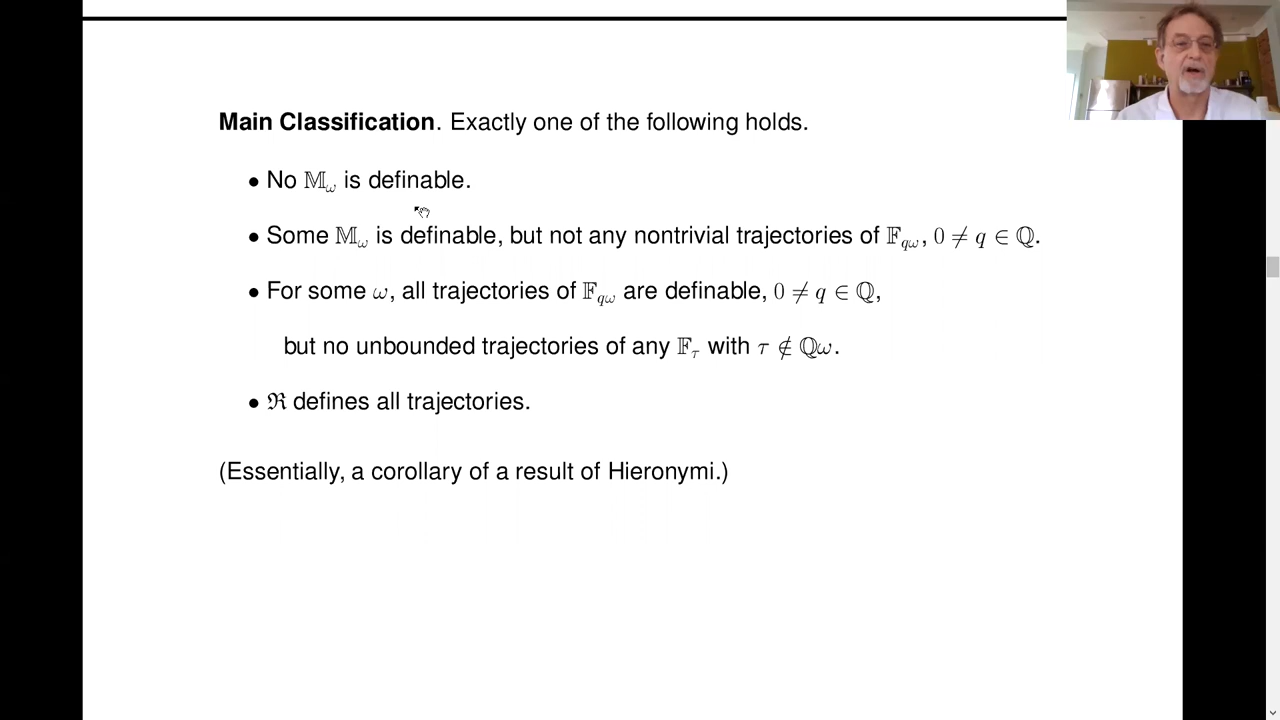 Main Classification. Exactly one of the following holds.
• No 𝕄_ω is definable.
• Some 𝕄_ω is definable, but not any nontrivial trajectories of 𝔽_{qω}, 0 ≠ q ∈ ℚ.
• For some ω, all trajectories of 𝔽_{qω} are definable, 0 ≠ q ∈ ℚ,
but no unbounded trajectories of any 𝔽_τ with τ ∉ ℚω.
• ℜ defines all trajectories.
(Essentially, a corollary of a result of Hieronymi.)